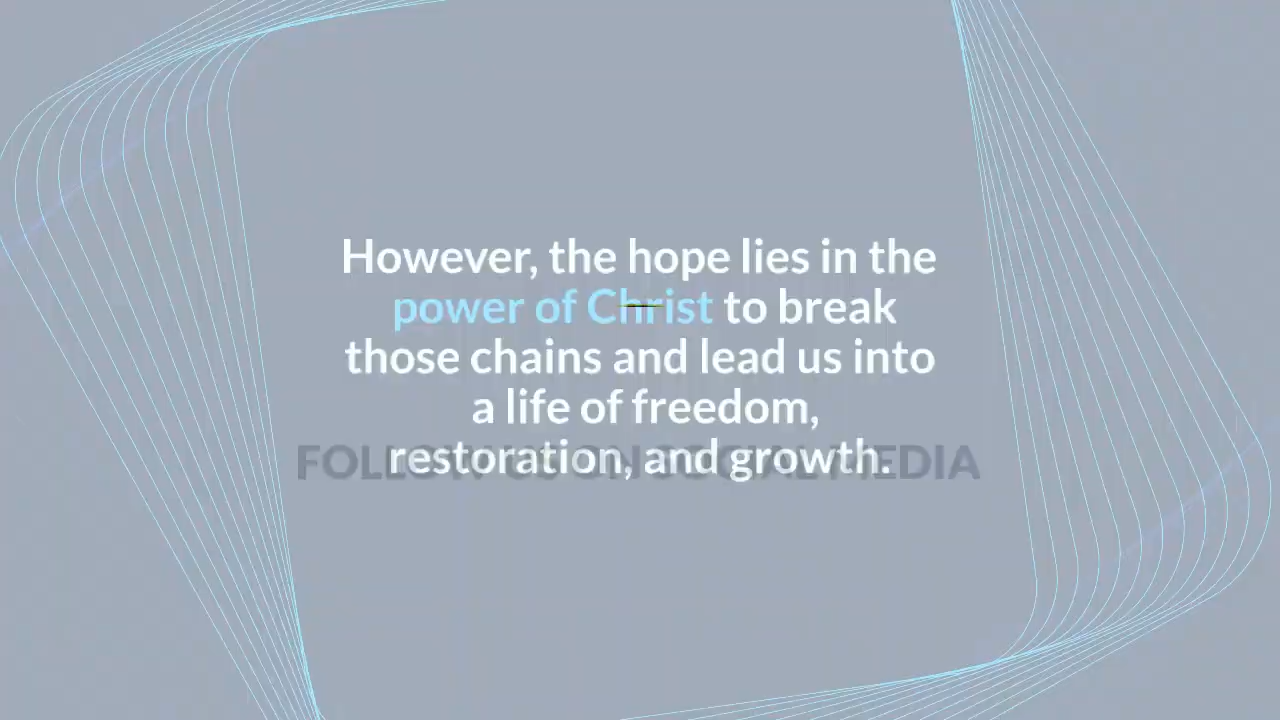 However, the hope lies in the
power of Christ to break
those chains and lead us into
a life of freedom,
restoration, and growth.
FOLLOW US ON SOCIAL MEDIA